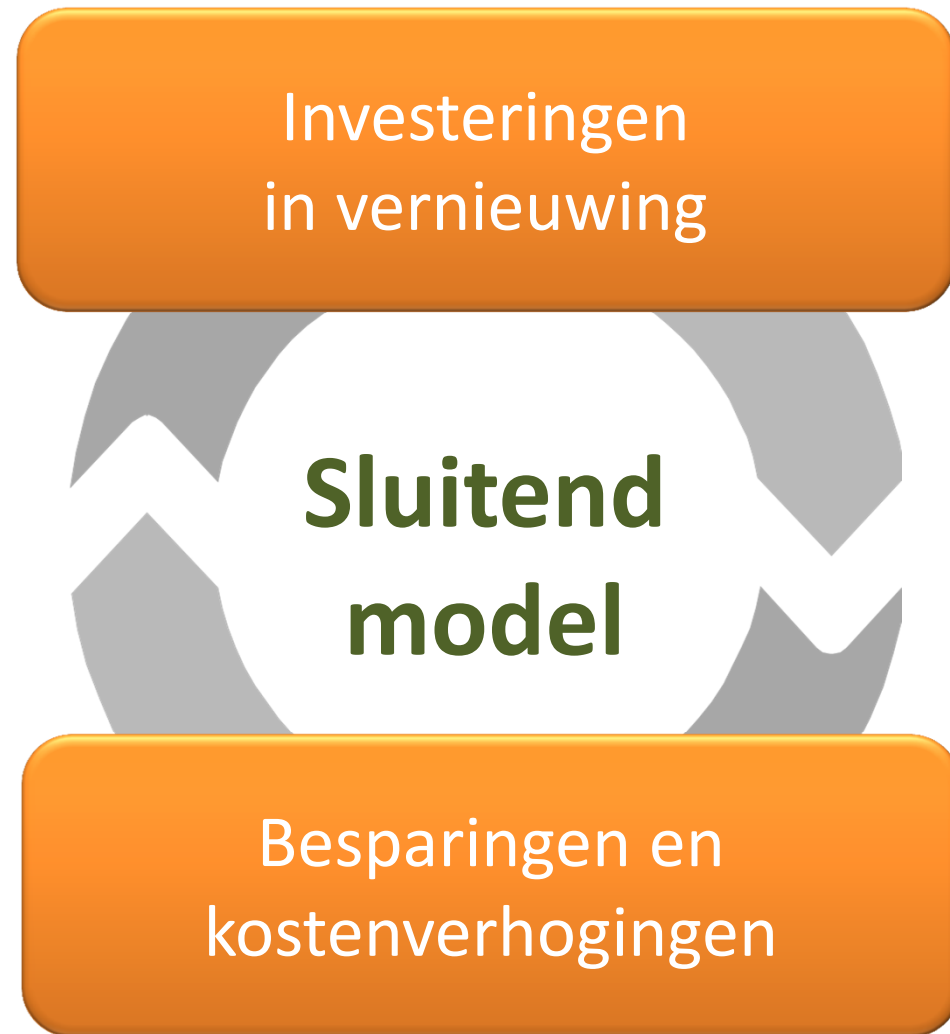 Investeringen
in vernieuwing
Sluitend
model
Besparingen en
kostenverhogingen